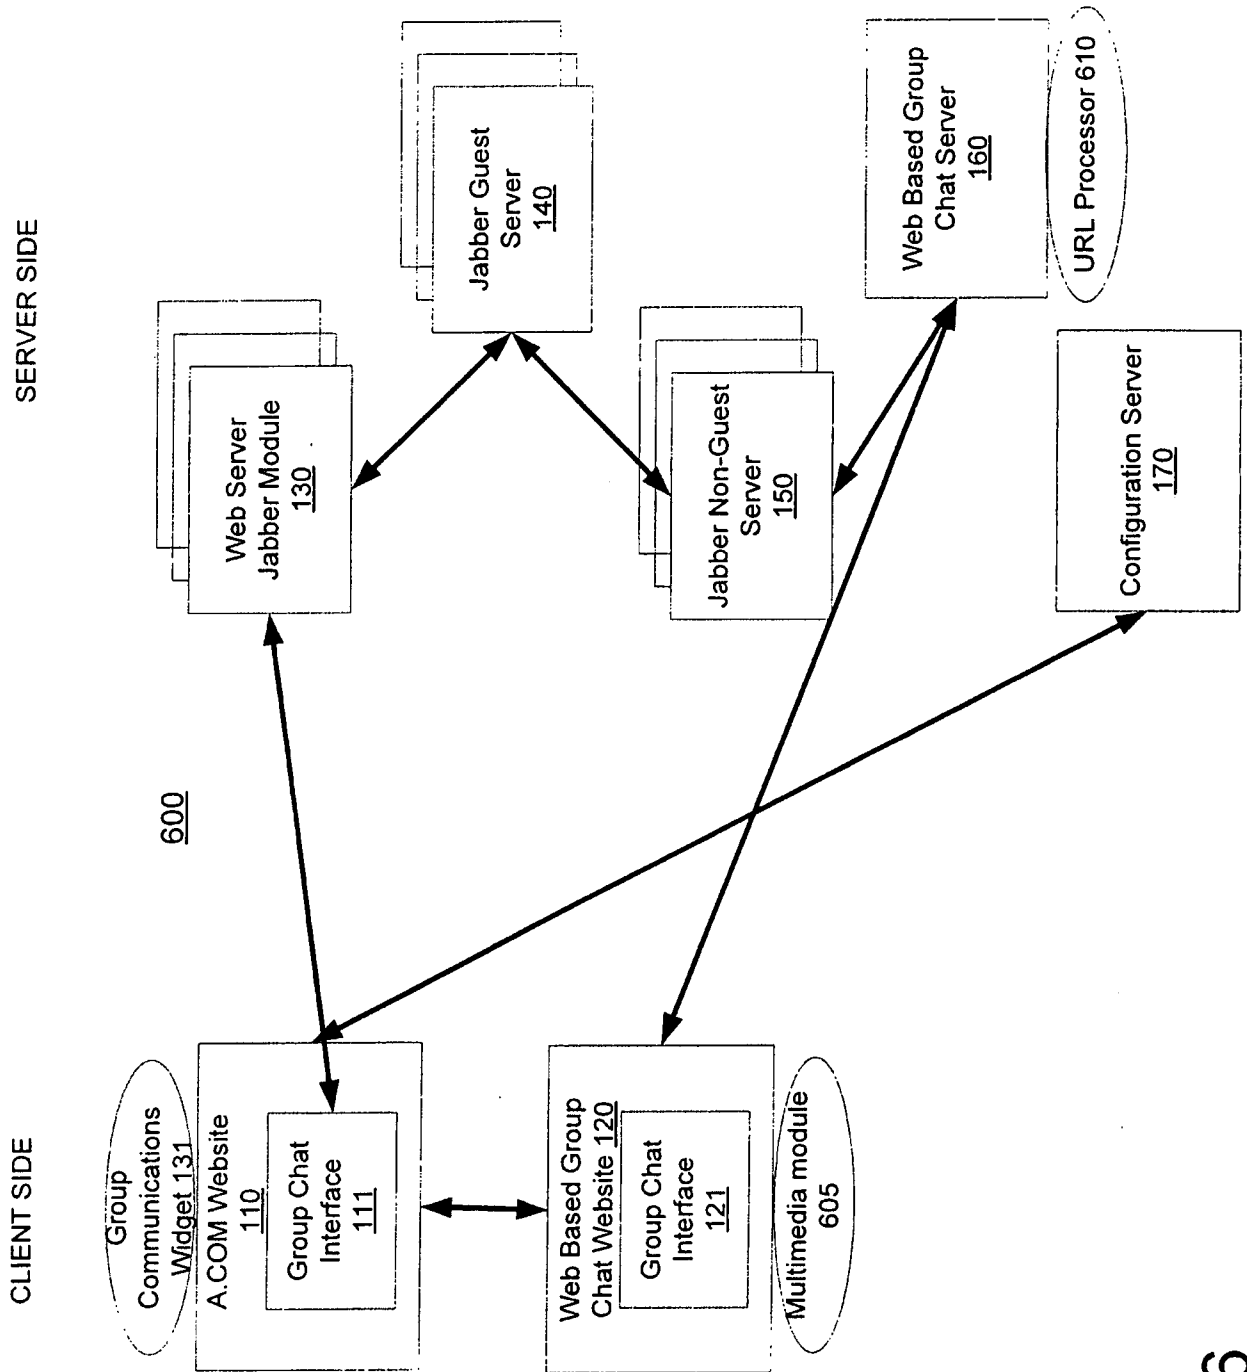 CLIENT SIDE
SERVER SIDE
600
Group
Communications
Widget 131
A.COM Website
110
Group Chat
Interface
111
Web Based Group
Chat Website 120
Group Chat
Interface
121
Multimedia module
605
Web Server
Jabber Module
130
Jabber Guest
Server
140
Jabber Non-Guest
Server
150
Web Based Group
Chat Server
160
URL Processor 610
Configuration Server
170
6